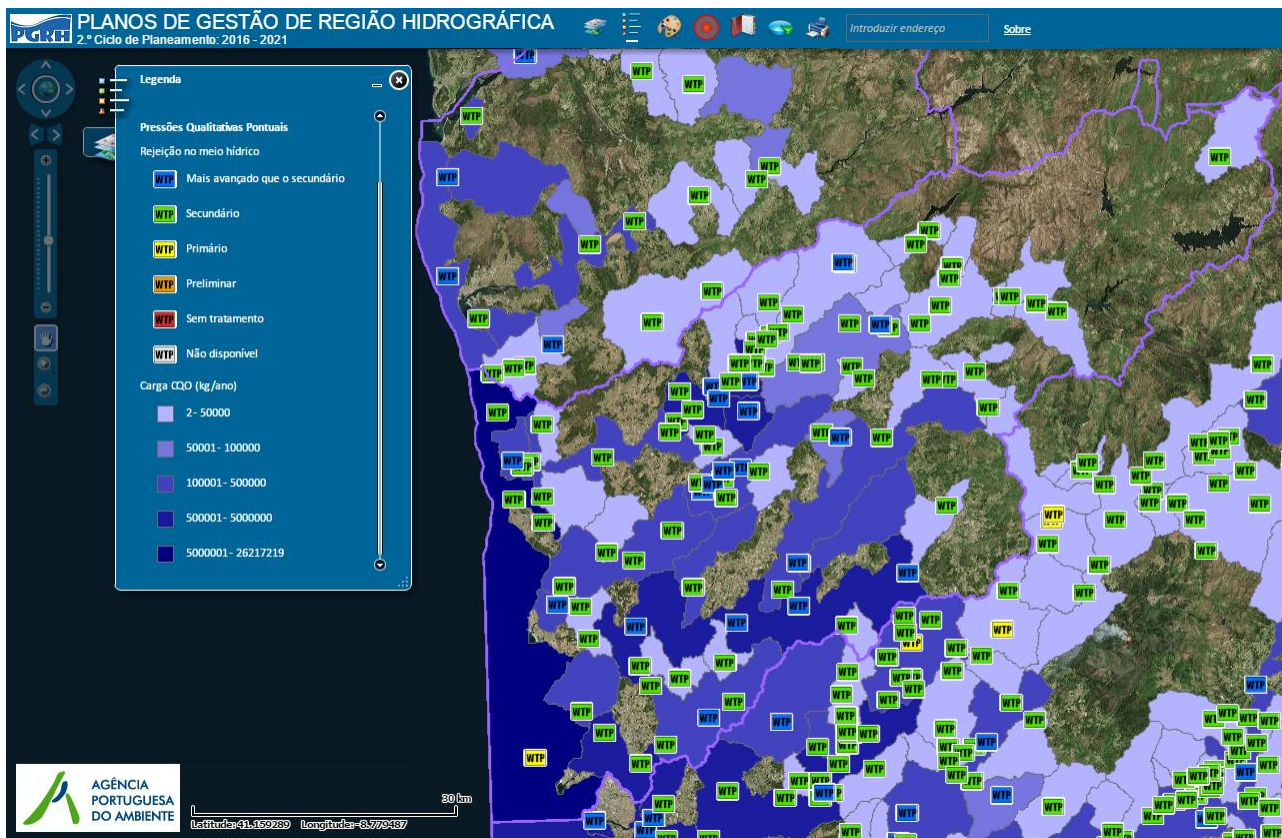 PGRH
PLANOS DE GESTÃO DE REGIÃO HIDROGRÁFICA
2.º Ciclo de Planeamento: 2016 - 2021
Introduzir endereço
Sobre
Legenda
Pressões Qualitativas Pontuais
Rejeição no meio hídrico
WTP Mais avançado que o secundário
WTP Secundário
WTP Primário
WTP Preliminar
WTP Sem tratamento
WTP Não disponível
Carga CQO (kg/ano)
2- 50000
50001- 100000
100001- 500000
500001- 5000000
5000001- 26217219
AGÊNCIA
PORTUGUESA
DO AMBIENTE
30 km
Latitude: 41.159289 Longitude: -8.779487